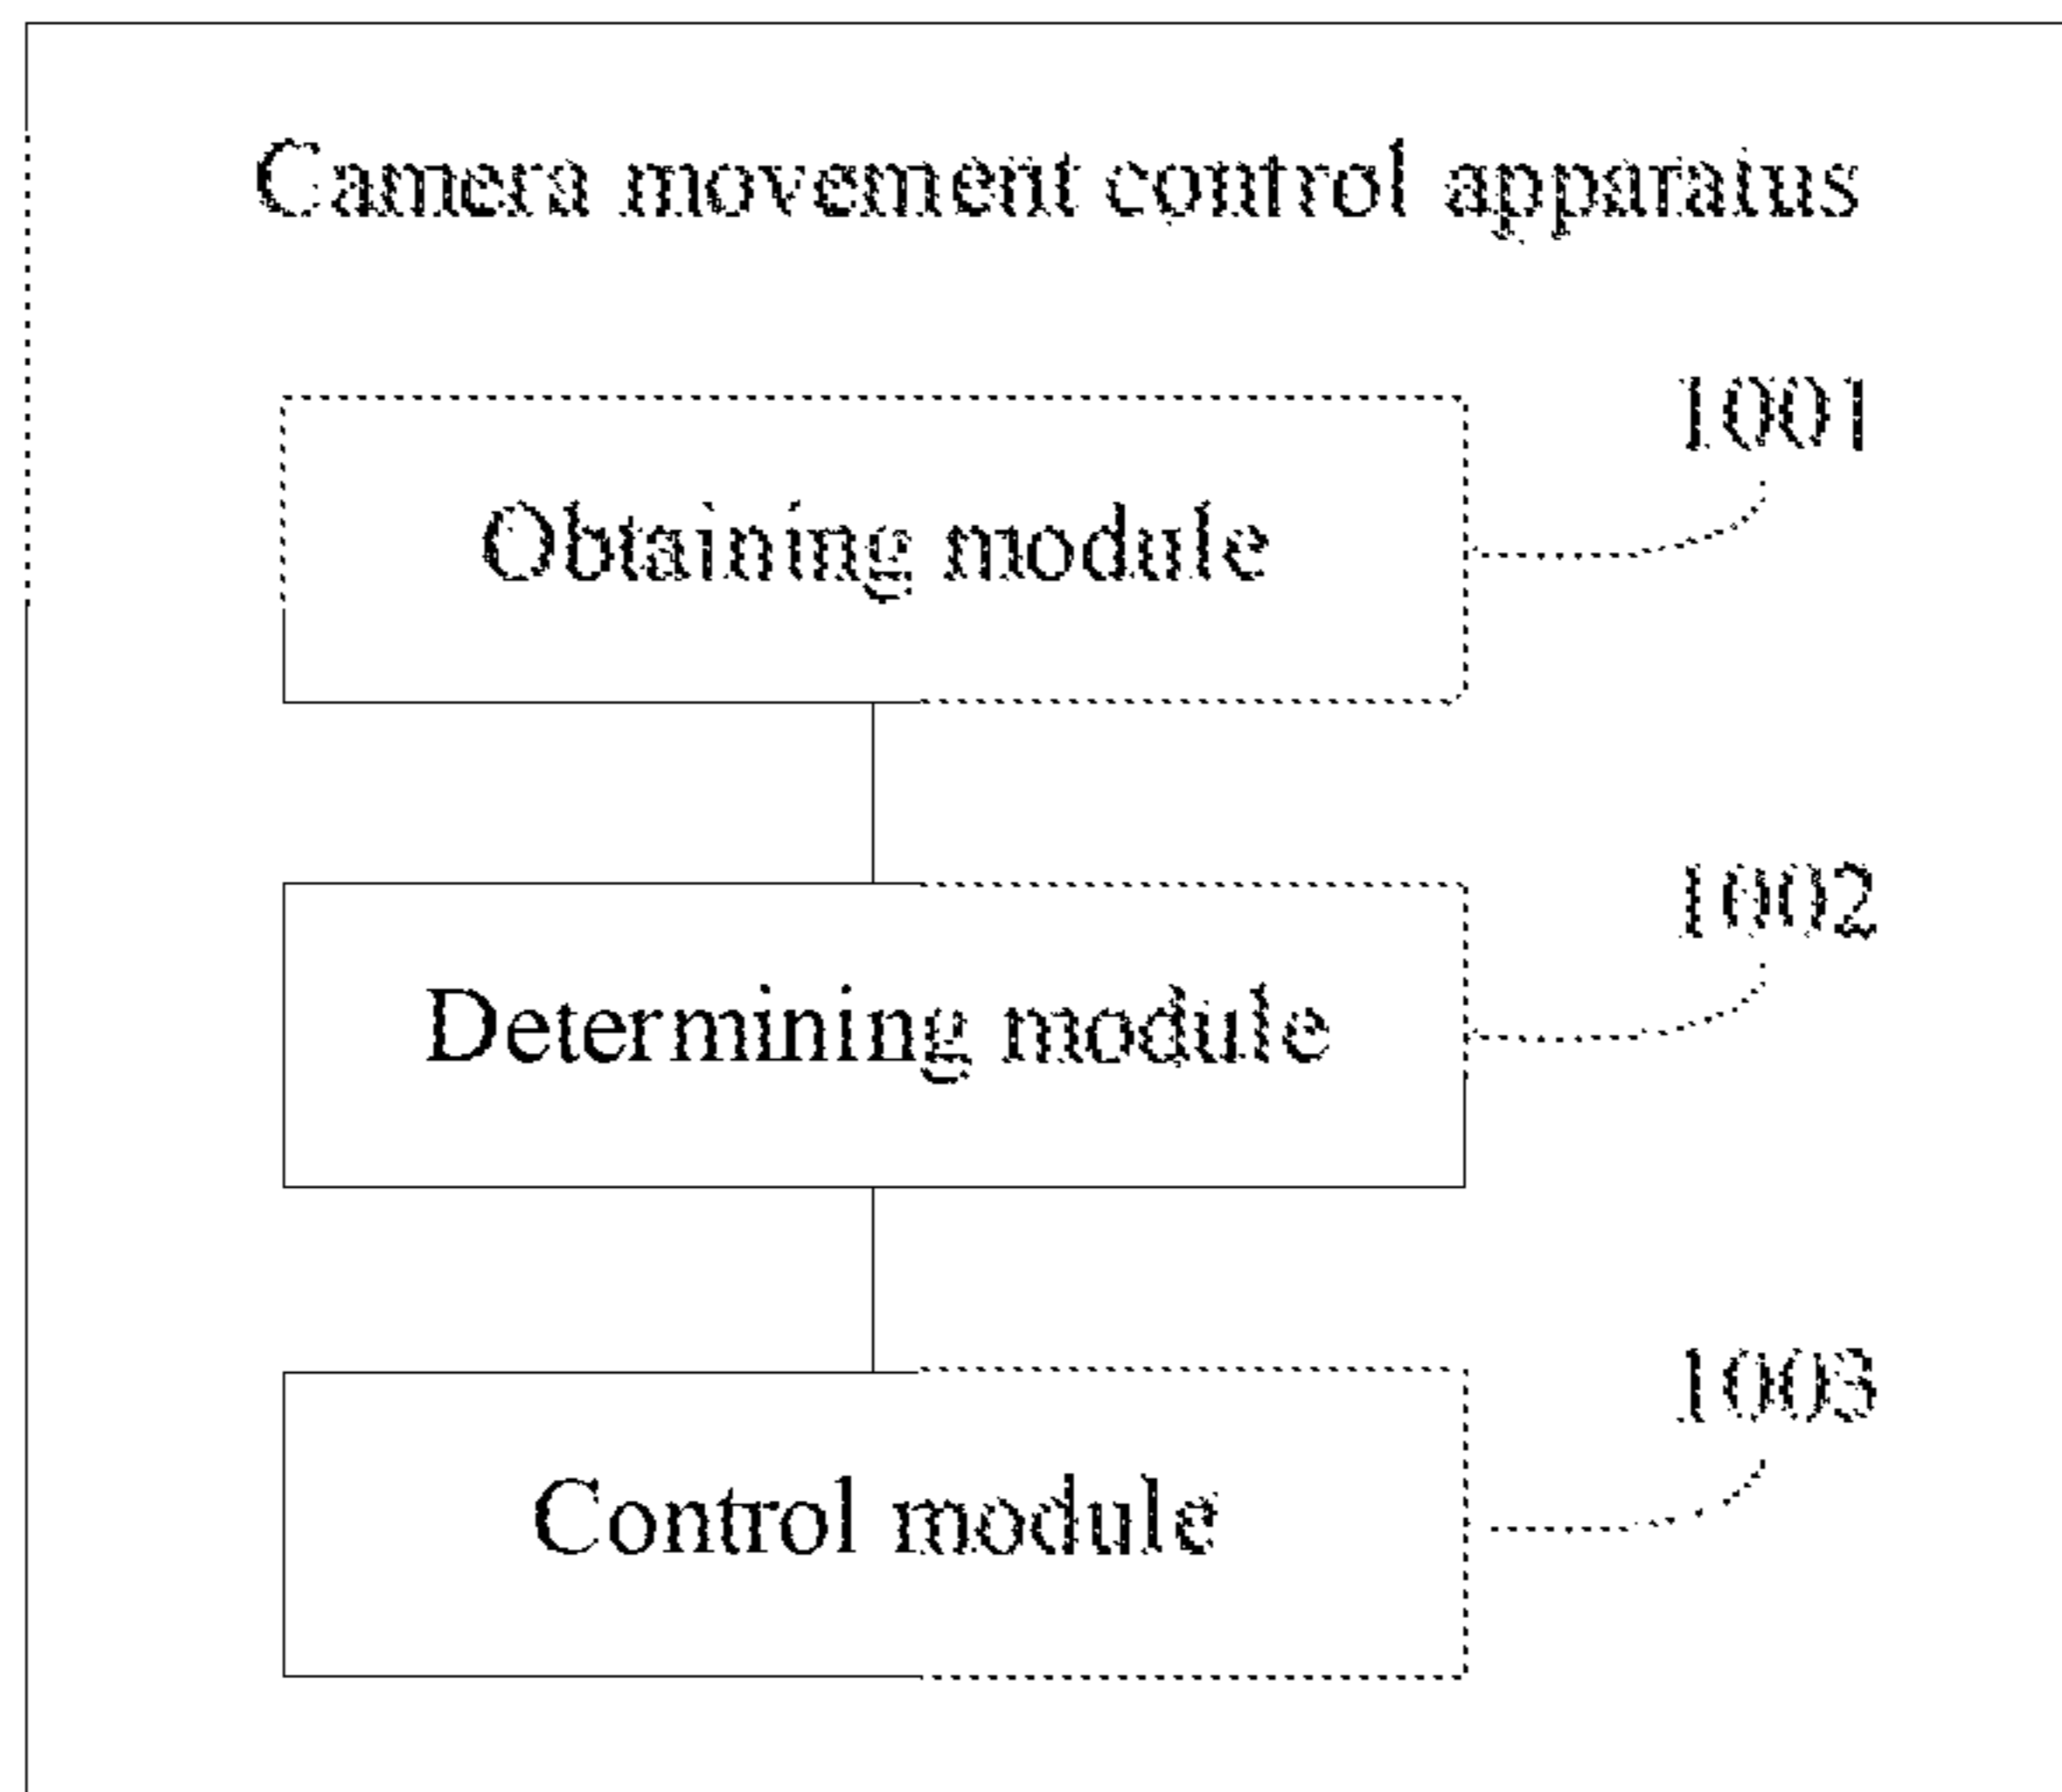 Camera movement control apparatus
1001
Obtaining module
1002
Determining module
1003
Control module